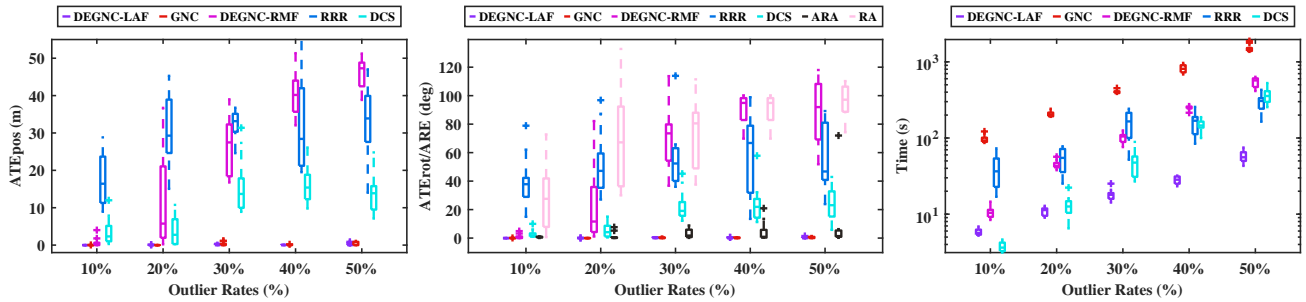 DEGNC-LAF GNC DEGNC-RMF RRR DCS
ATEpos (m)
50
40
30
20
10
0
10% 20% 30% 40% 50%
Outlier Rates (%)
DEGNC-LAF GNC DEGNC-RMF RRR DCS ARA RA
ATErot/ARE (deg)
120
100
80
60
40
20
0
10% 20% 30% 40% 50%
Outlier Rates (%)
DEGNC-LAF GNC DEGNC-RMF RRR DCS
Time (s)
10³
10²
10¹
10% 20% 30% 40% 50%
Outlier Rates (%)